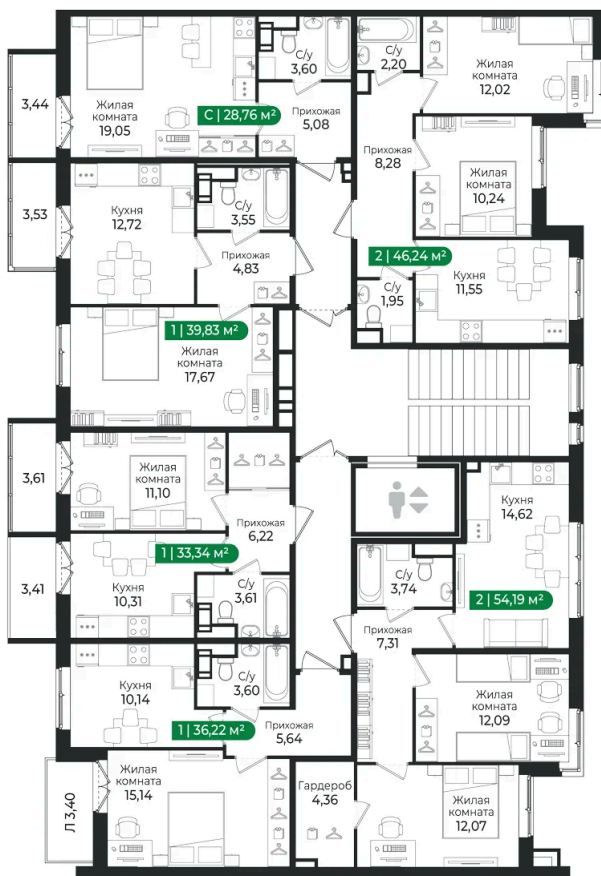 С/у
3,60
С/у
2,20
Жилая
комната
12,02
3,44
Жилая
комната
19,05
С | 28,76 м²
Прихожая
5,08
Прихожая
8,28
Жилая
комната
10,24
3,53
Кухня
12,72
С/у
3,55
Прихожая
4,83
2 | 46,24 м²
С/у
1,95
11,55
1 | 39,83 м²
Жилая
комната
17,67
3,61
Жилая
комната
11,10
Прихожая
6,22
Кухня
14,62
3,41
1 | 33,34 м²
Кухня
10,31
С/у
3,61
С/у
3,74
2 | 54,19 м²
Прихожая
7,31
Кухня
10,14
С/у
3,60
1 | 36,22 м²
Прихожая
5,64
Жилая
комната
12,09
Л 3,40
Жилая
комната
15,14
Гардероб
4,36
Жилая
комната
12,07